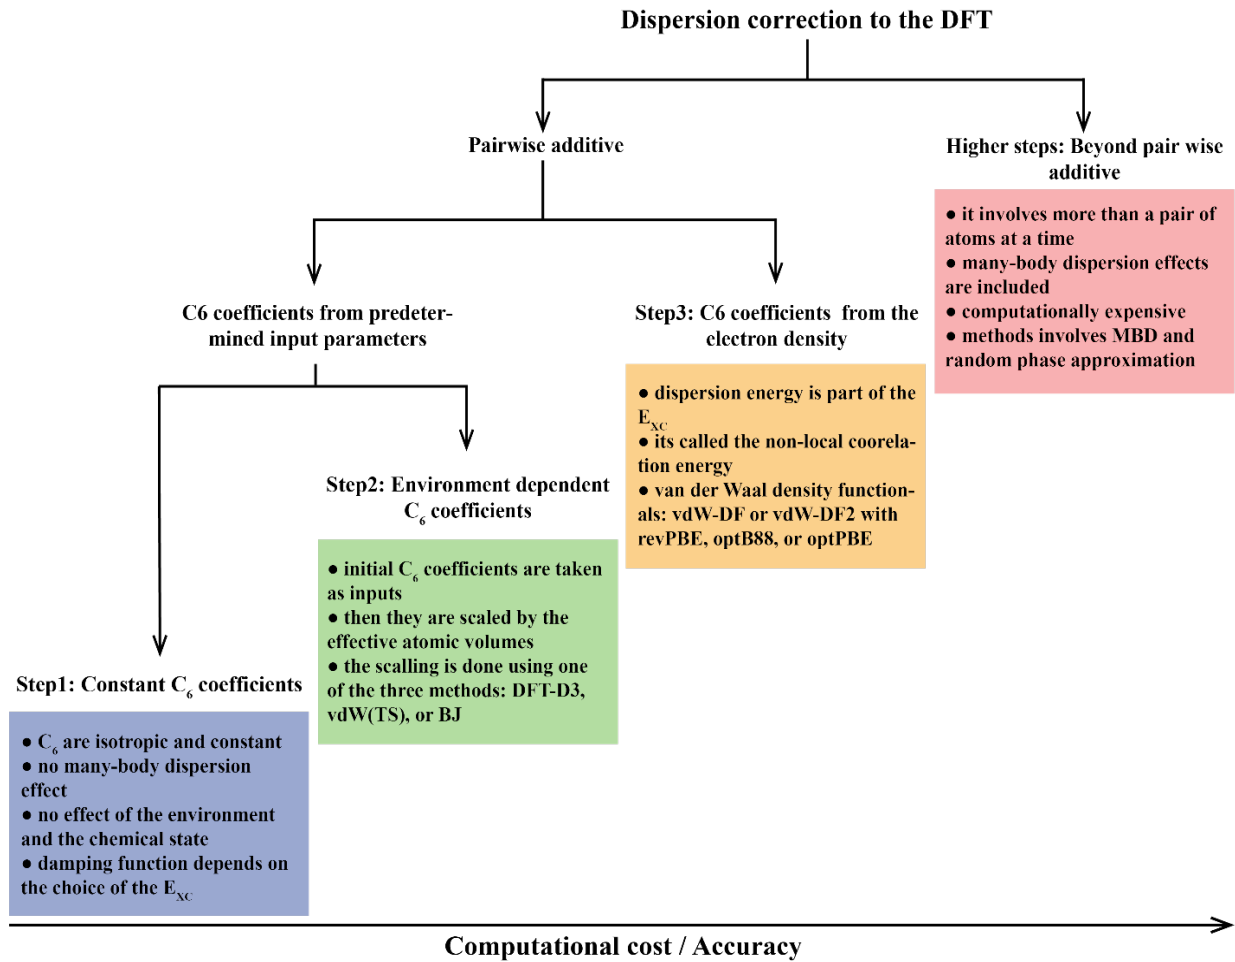 Dispersion correction to the DFT
Pairwise additive
Higher steps: Beyond pair wise
additive
● it involves more than a pair of
atoms at a time
● many-body dispersion effects
are included
● computationally expensive
● methods involves MBD and
random phase approximation
C6 coefficients from predeter-
mined input parameters
Step3: C6 coefficients from the
electron density
● dispersion energy is part of the
E_XC
● its called the non-local coorela-
tion energy
● van der Waal density function-
als: vdW-DF or vdW-DF2 with
revPBE, optB88, or optPBE
Step2: Environment dependent
C₆ coefficients
● initial C₆ coefficients are taken
as inputs
● then they are scaled by the
effective atomic volumes
● the scalling is done using one
of the three methods: DFT-D3,
vdW(TS), or BJ
Step1: Constant C₆ coefficients
● C₆ are isotropic and constant
● no many-body dispersion
effect
● no effect of the environment
and the chemical state
● damping function depends on
the choice of the E_XC
Computational cost / Accuracy